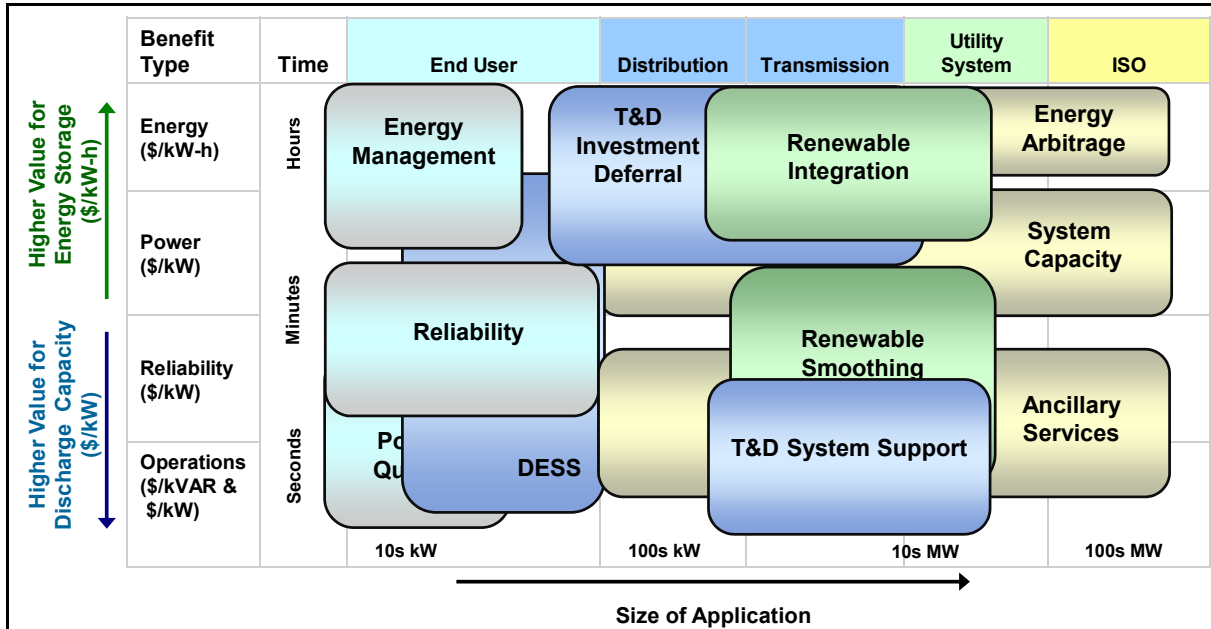 Benefit
Type
Time
End User
Distribution
Transmission
Utility
System
ISO
Higher Value for
Energy Storage
($/kW-h)
Higher Value for
Discharge Capacity
($/kW)
Energy
($/kW-h)
Power
($/kW)
Reliability
($/kW)
Operations
($/kVAR &
$/kW)
Hours
Minutes
Seconds
Energy
Management
T&D
Investment
Deferral
Renewable
Integration
Energy
Arbitrage
System
Capacity
Reliability
Renewable
Smoothing
Ancillary
Services
Po
Qu
DESS
T&D System Support
10s kW
100s kW
10s MW
100s MW
Size of Application